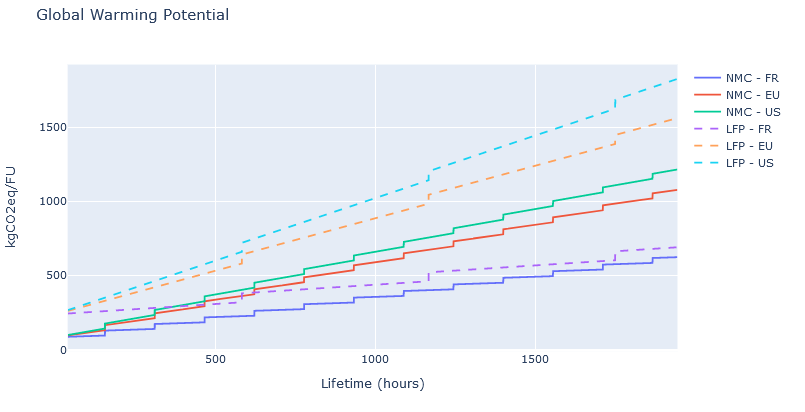 Global Warming Potential
NMC - FR
NMC - EU
NMC - US
LFP - FR
LFP - EU
LFP - US
kgCO2eq/FU
1500
1000
500
0
500
1000
1500
Lifetime (hours)